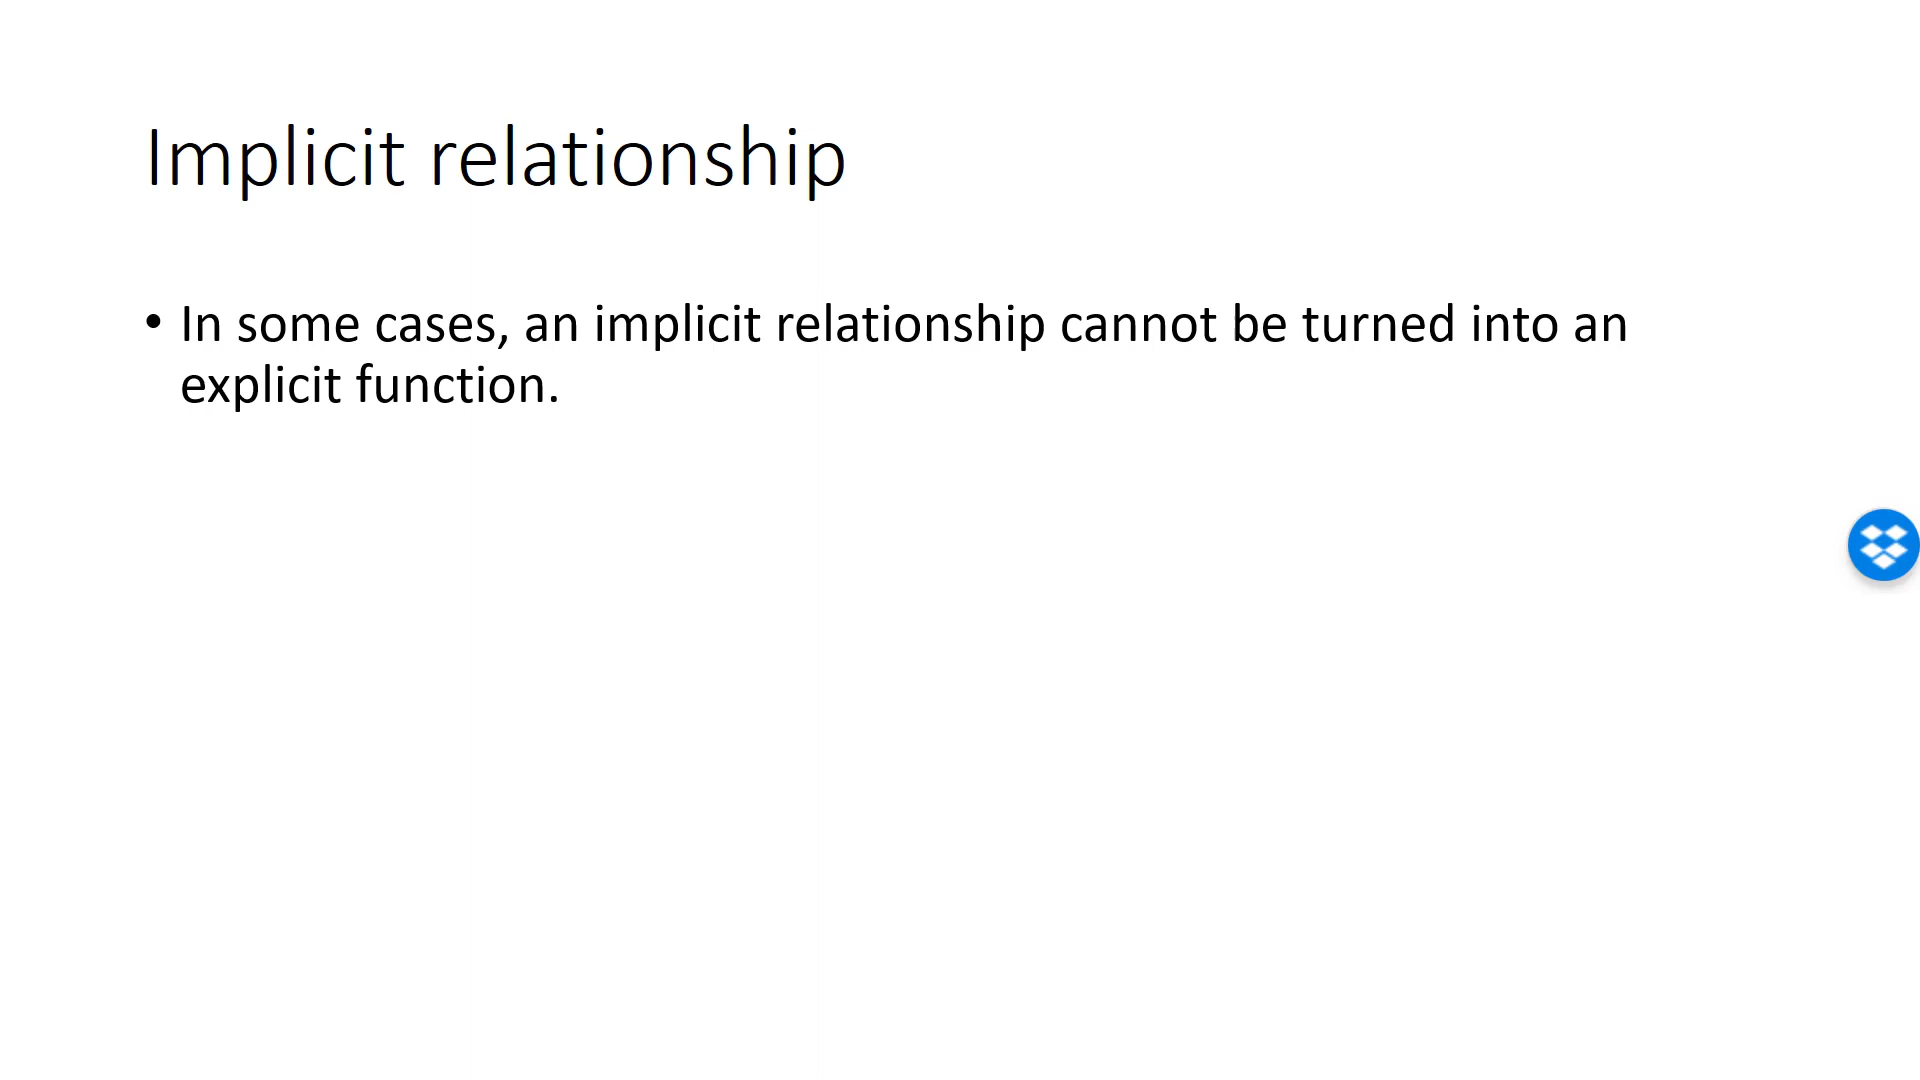 Implicit relationship
• In some cases, an implicit relationship cannot be turned into an
explicit function.